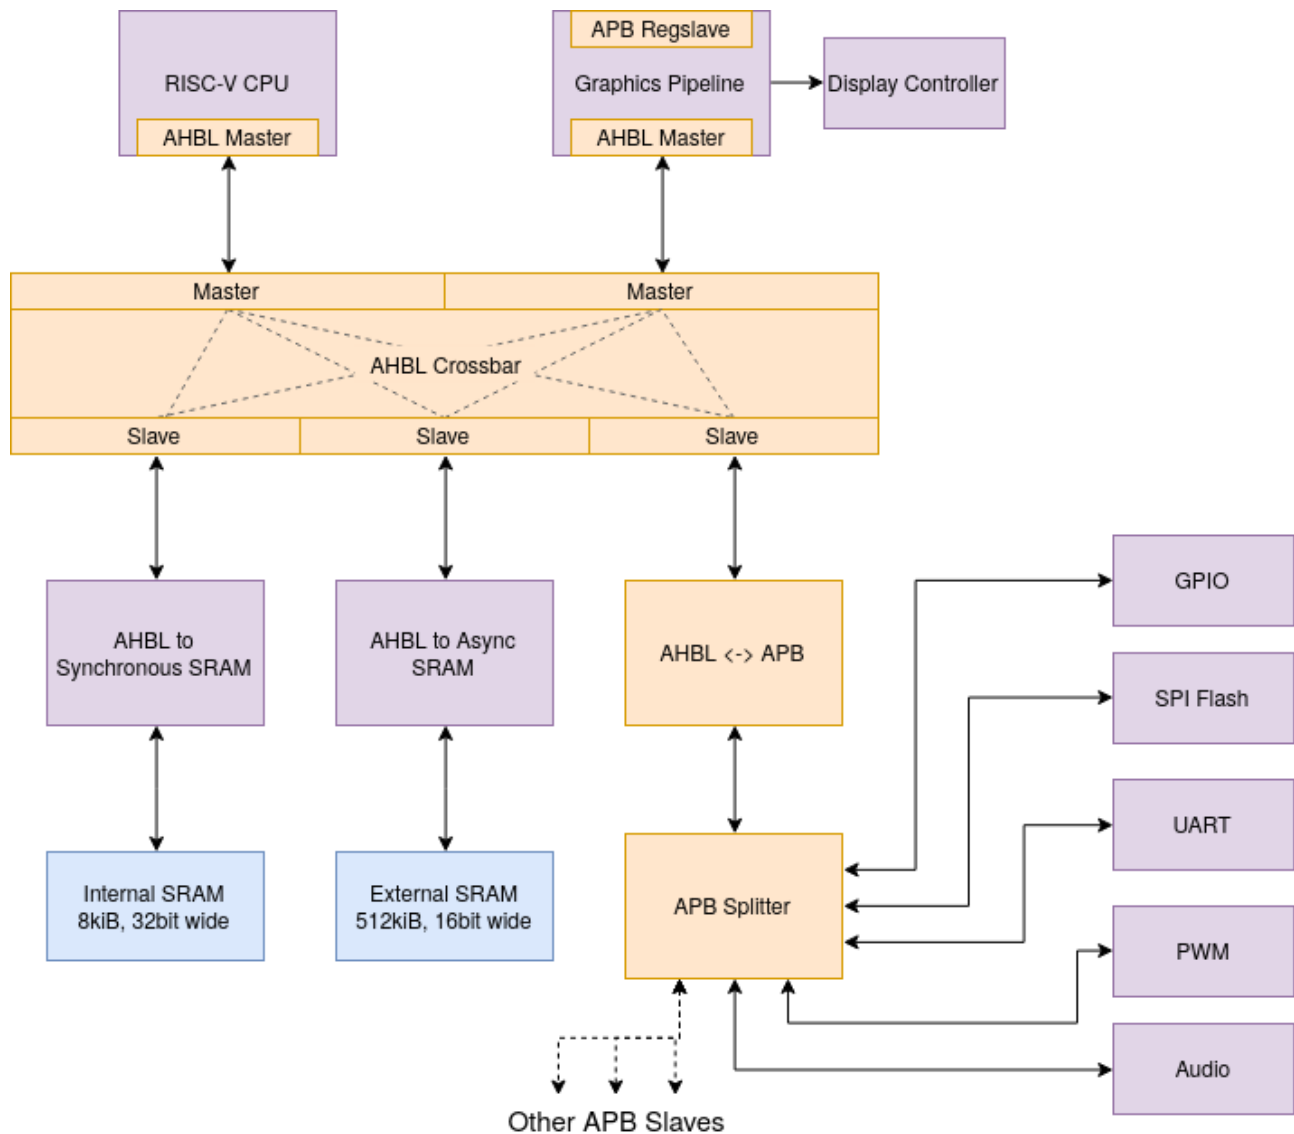 APB Regslave
RISC-V CPU
Graphics Pipeline
Display Controller
AHBL Master
AHBL Master
Master
Master
AHBL Crossbar
Slave
Slave
Slave
GPIO
AHBL to
Synchronous SRAM
AHBL to Async
SRAM
AHBL <-> APB
SPI Flash
UART
Internal SRAM
8kiB, 32bit wide
External SRAM
512kiB, 16bit wide
APB Splitter
PWM
Audio
Other APB Slaves